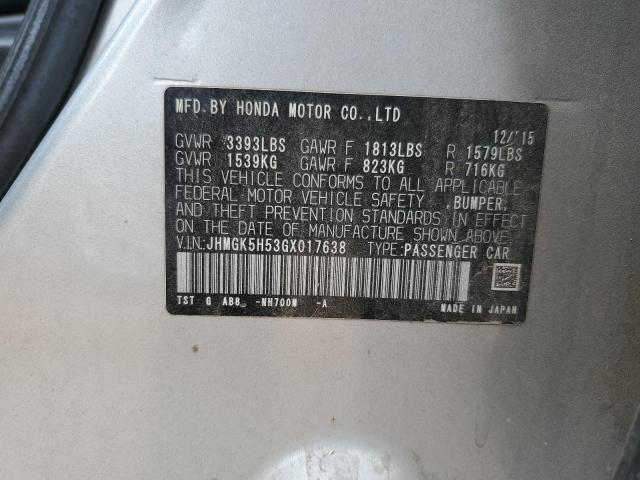 MFD.BY HONDA MOTOR CO.,LTD
12/'15
GVWR 3393LBS GAWR F 1813LBS R 1579LBS
GVWR 1539KG GAWR F 823KG R 716KG
THIS VEHICLE CONFORMS TO ALL APPLICABLE
FEDERAL MOTOR VEHICLE SAFETY ,BUMPER,
AND THEFT PREVENTION STANDARDS IN EFFECT
ON THE DATE OF MANUFACTURE SHOWN ABOVE
V.IN:JHMGK5H53GX017638 TYPE:PASSENGER CAR
TST G AB8_ -NH700M -A
MADE IN JAPAN